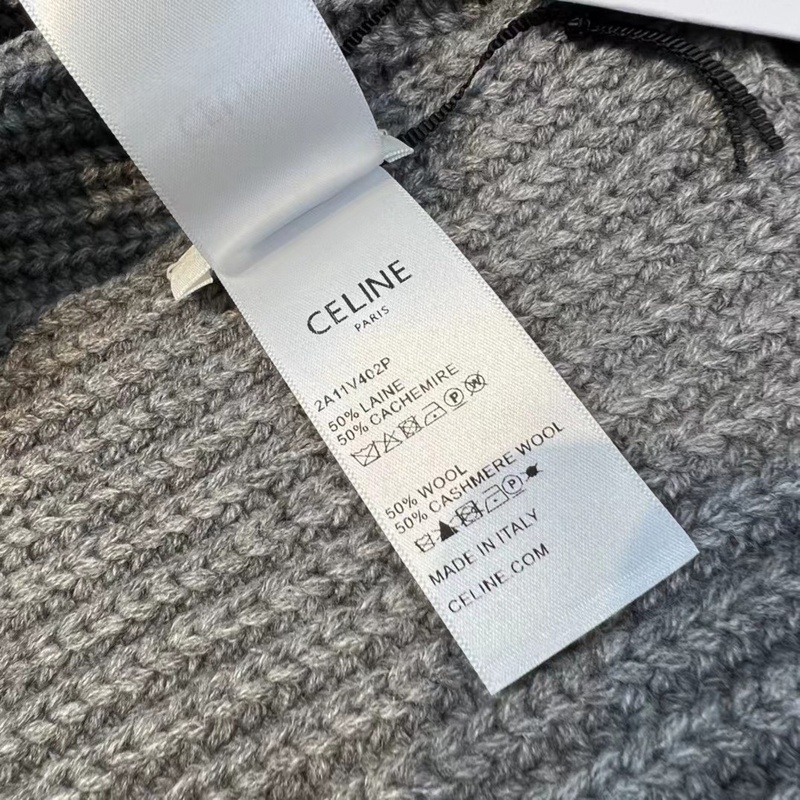 CELINE
PARIS
2A11V402P
50% LAINE
50% CACHEMIRE
P W
50% WOOL
50% CASHMERE WOOL
P
MADE IN ITALY
CELINE.COM